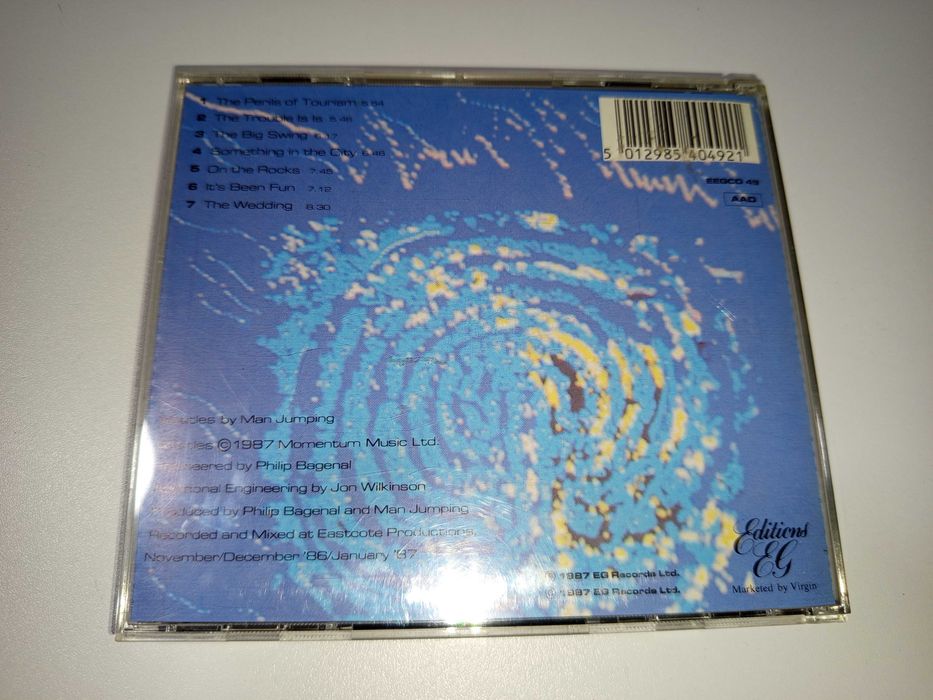 1 The Perils of Tourism 5.54
2 The Trouble Is Is 5.46
3 The Big Swing
4 Something in the City 6.46
5 On the Rocks 7.45
6 It's Been Fun 7.12
7 The Wedding 8.30
5 012985 404921
EEGCD 49
AAD
by Man Jumping
©1987 Momentum Music Ltd.
by Philip Bagenal
Engineering by Jon Wilkinson
Produced by Philip Bagenal and Man Jumping
Recorded and Mixed at Eastcote Productions,
November/December '86/January '87
℗ 1987 EG Records Ltd.
© 1987 EG Records Ltd.
Editions
EG
Marketed by Virgin